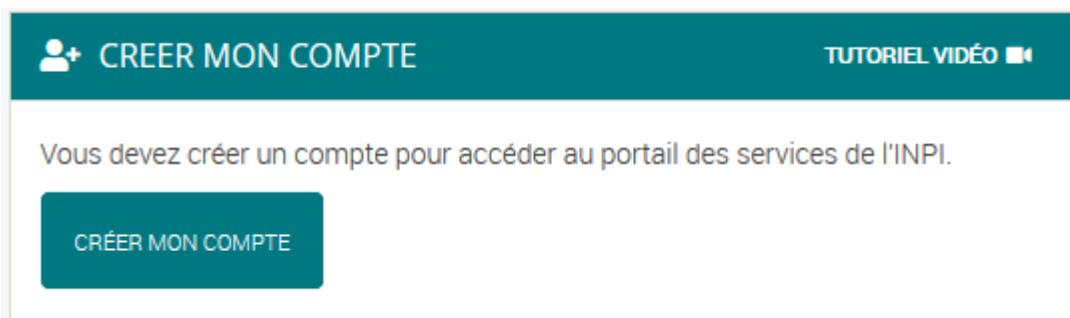 CREER MON COMPTE
TUTORIEL VIDÉO
Vous devez créer un compte pour accéder au portail des services de l'INPI.
CRÉER MON COMPTE